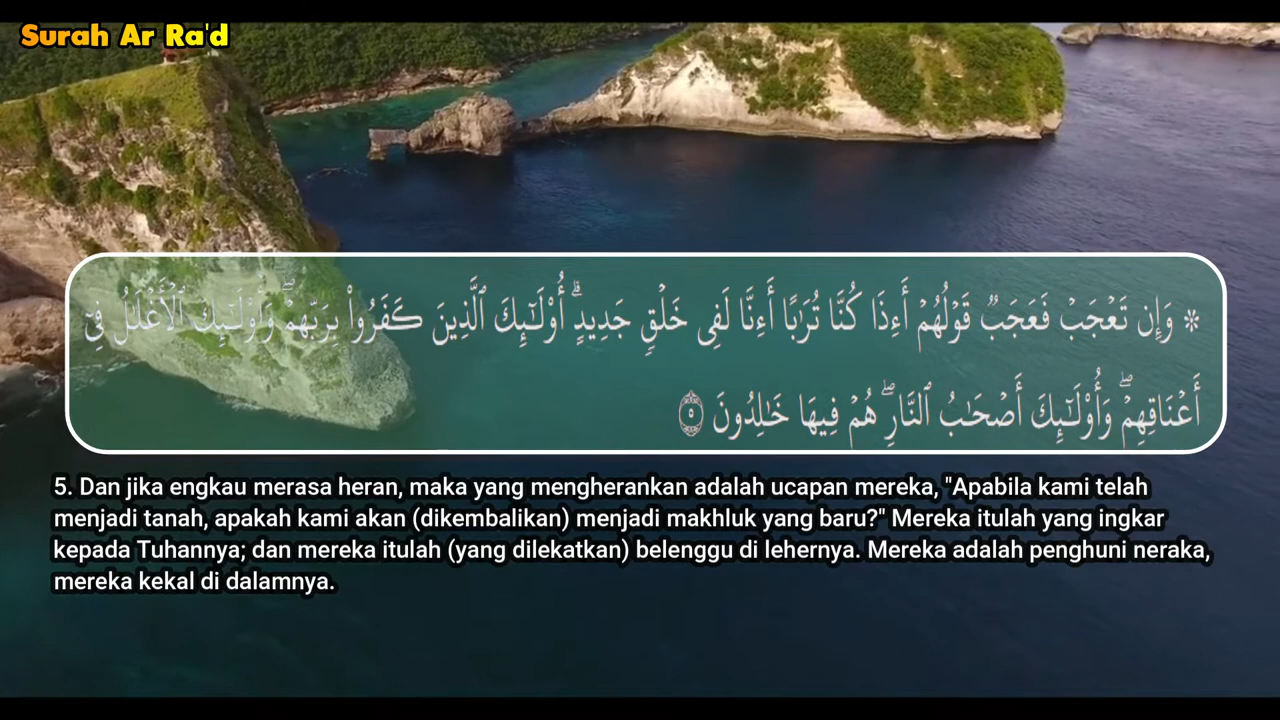 Surah Ar Ra'd
۞ وَإِن تَعْجَبْ فَعَجَبٌ قَوْلُهُمْ أَءِذَا كُنَّا تُرَٰبًا أَءِنَّا لَفِى خَلْقٍ جَدِيدٍ ۗ أُو۟لَـٰٓئِكَ ٱلَّذِينَ كَفَرُوا۟ بِرَبِّهِمْ ۖ وَأُو۟لَـٰٓئِكَ ٱلْأَغْلَـٰلُ فِىٓ
أَعْنَاقِهِمْ ۖ وَأُو۟لَـٰٓئِكَ أَصْحَـٰبُ ٱلنَّارِ ۖ هُمْ فِيهَا خَـٰلِدُونَ ٥
5. Dan jika engkau merasa heran, maka yang mengherankan adalah ucapan mereka, "Apabila kami telah
menjadi tanah, apakah kami akan (dikembalikan) menjadi makhluk yang baru?" Mereka itulah yang ingkar
kepada Tuhannya; dan mereka itulah (yang dilekatkan) belenggu di lehernya. Mereka adalah penghuni neraka,
mereka kekal di dalamnya.